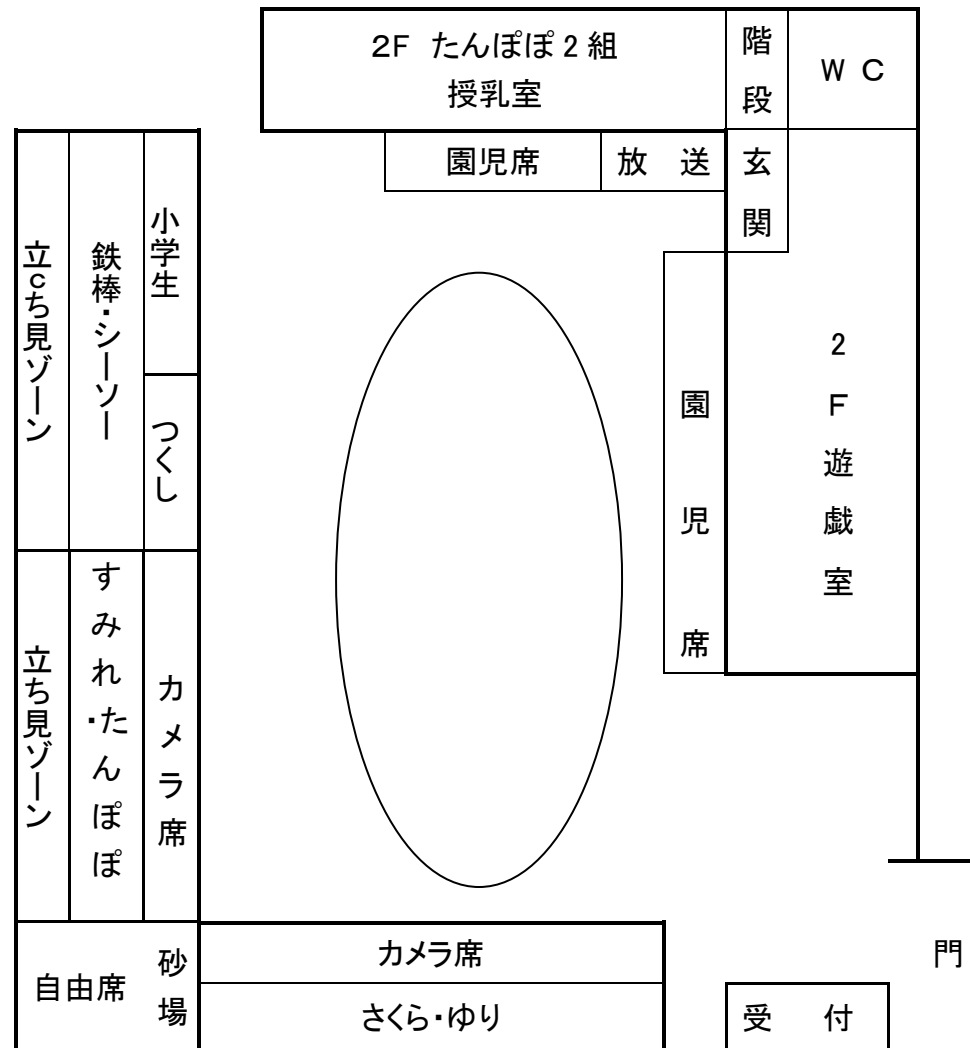 2F たんぽぽ2組
授乳室
階段
W C
園児席
放 送
玄関
小学生
鉄棒・シーソー
立cち見ゾーン
つくし
園児席
2F遊戯室
すみれ・たんぽぽ
カメラ席
立ち見ゾーン
自由席
砂場
カメラ席
さくら・ゆり
門
受 付